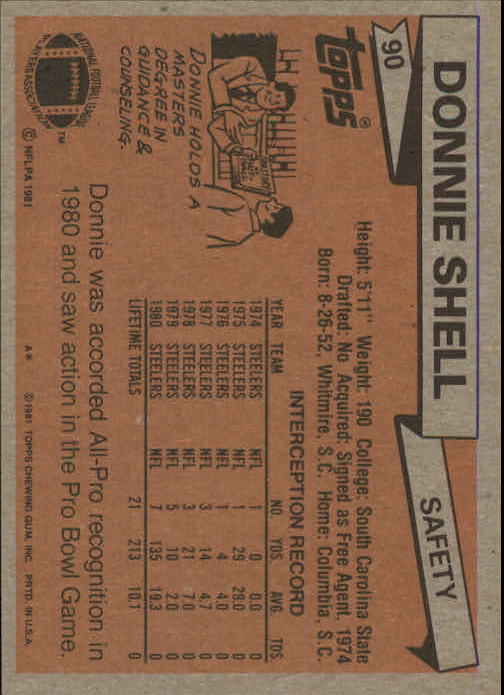 DONNIE SHELL
SAFETY
90
TOPPS®
Height: 5'11" Weight: 190 College: South Carolina State
Drafted: No Acquired: Signed as Free Agent, 1974
Born: 8-26-52, Whitmire, S.C. Home: Columbia, S.C.
DONNIE HOLDS A
MASTERS
DEGREE IN
GUIDANCE &
COUNSELING.
INTERCEPTION RECORD
YEAR TEAM NO. YDS. AVG. TDS.
1974 STEELERS NFL 1 0 0.0 0
1975 STEELERS NFL 1 29 29.0 0
1976 STEELERS NFL 1 4 4.0 0
1977 STEELERS NFL 3 14 4.7 0
1978 STEELERS NFL 3 21 7.0 0
1979 STEELERS NFL 5 10 2.0 0
1980 STEELERS NFL 7 135 19.3 0
LIFETIME TOTALS 21 213 10.1 0
Donnie was accorded All-Pro recognition in
1980 and saw action in the Pro Bowl Game.
NATIONAL FOOTBALL LEAGUE
PLAYERS ASSOCIATION
TM
© NFLPA 1981
A* © 1981 TOPPS CHEWING GUM, INC. PRTD. IN U.S.A.